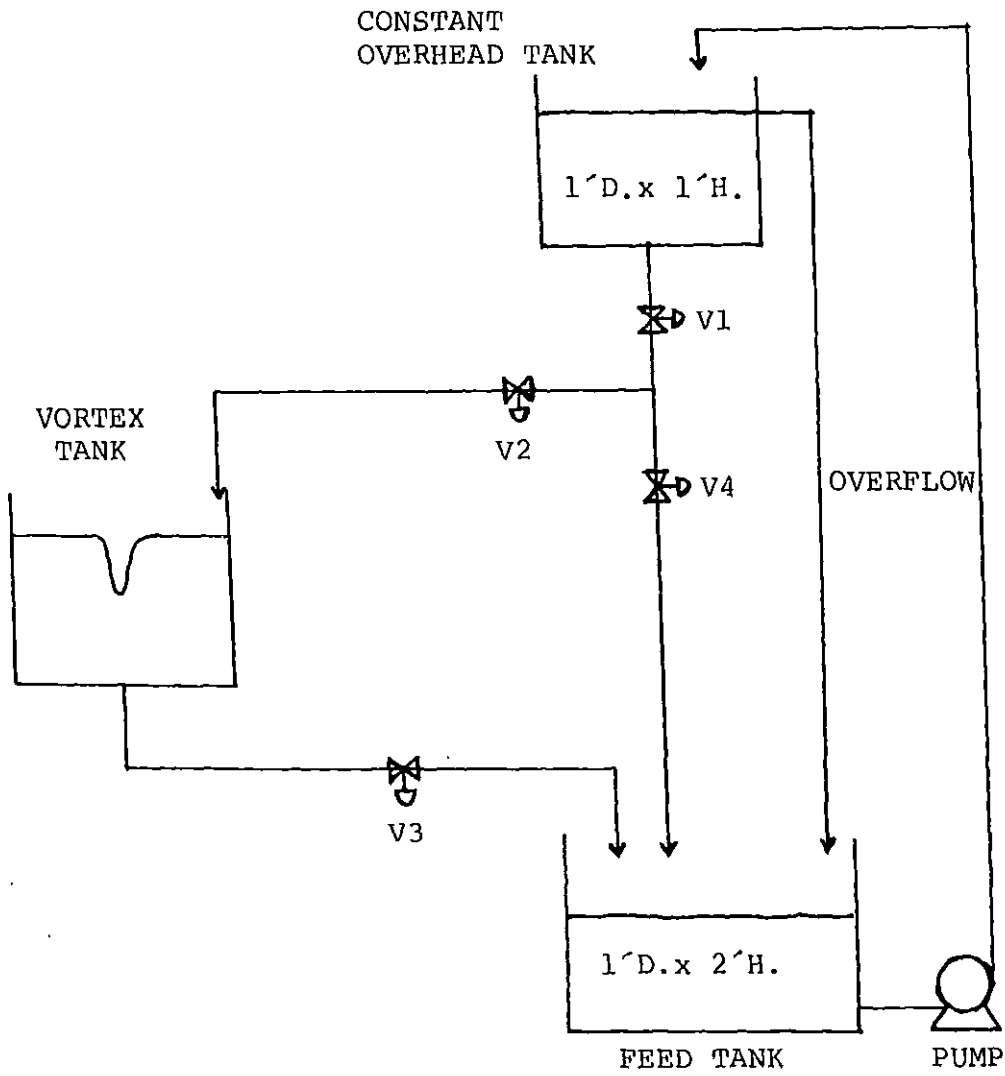 CONSTANT
OVERHEAD TANK
1´D.x 1´H.
V1
V2
VORTEX
TANK
V4
OVERFLOW
V3
1´D.x 2´H.
FEED TANK
PUMP